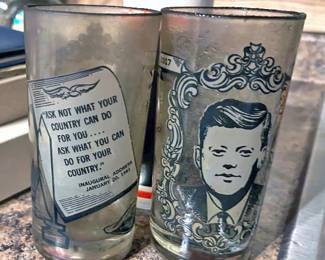 "ASK NOT WHAT YOUR
COUNTRY CAN DO
FOR YOU....
ASK WHAT YOU CAN
DO FOR YOUR
COUNTRY."
INAUGURAL ADDRESS
JANUARY 20, 1961